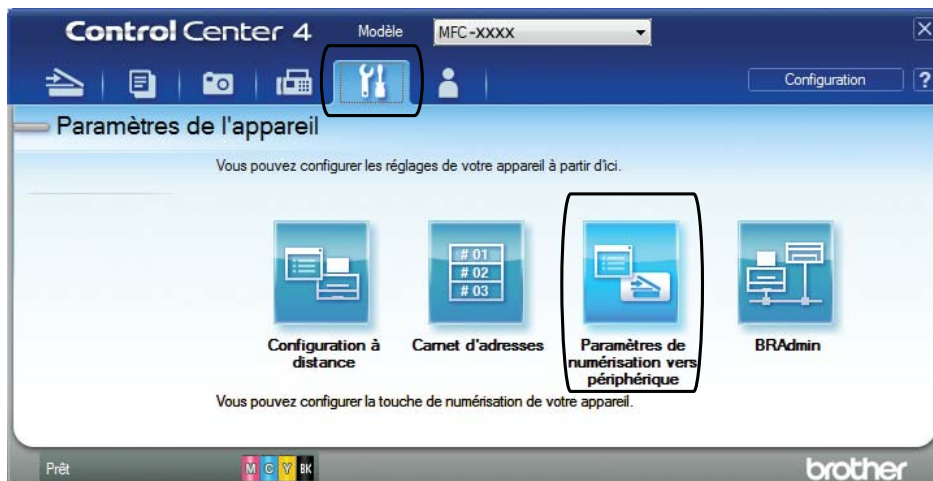 Control Center 4
Modèle
MFC-XXXX
Configuration
?
Paramètres de l'appareil
Vous pouvez configurer les réglages de votre appareil à partir d'ici.
# 01
# 02
# 03
Configuration à
distance
Carnet d'adresses
Paramètres de
numérisation vers
périphérique
BRAdmin
Vous pouvez configurer la touche de numérisation de votre appareil.
Prêt
M C Y BK
brother